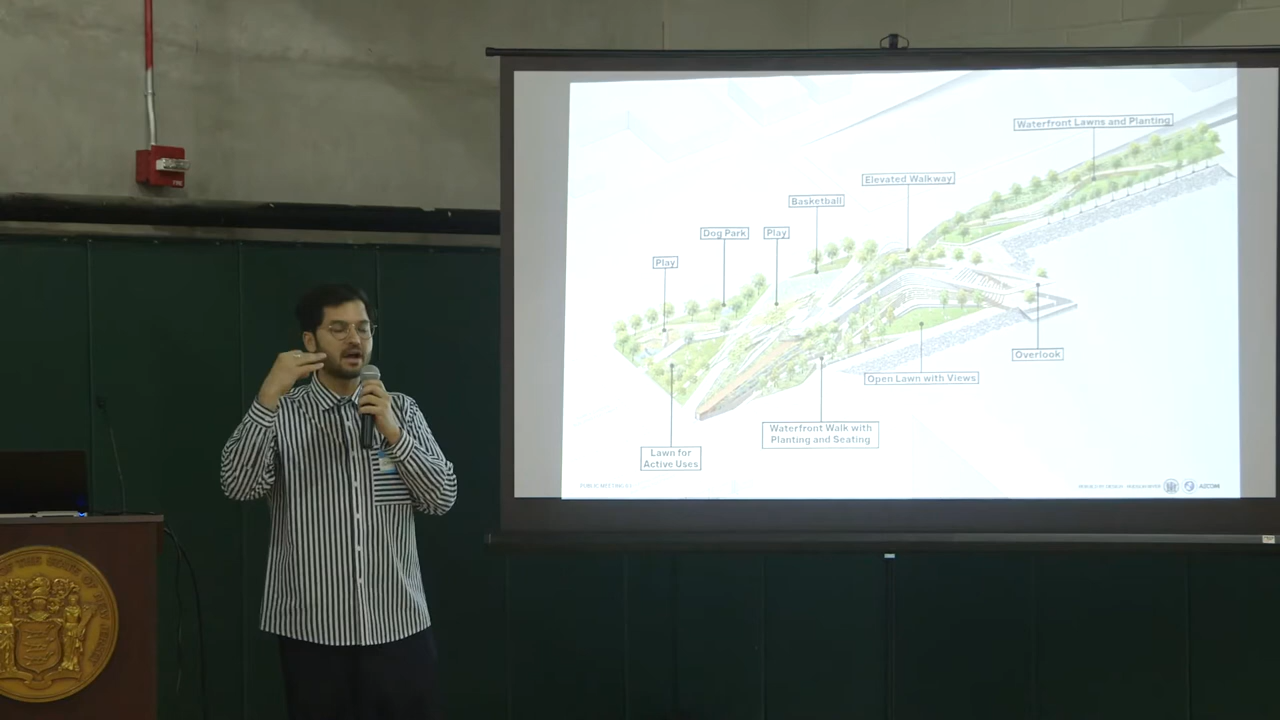 Waterfront Lawns and Planting
Elevated Walkway
Basketball
Dog Park
Play
Play
Overlook
Open Lawn with Views
Waterfront Walk with
Planting and Seating
Lawn for
Active Uses
AECOM
FIRE